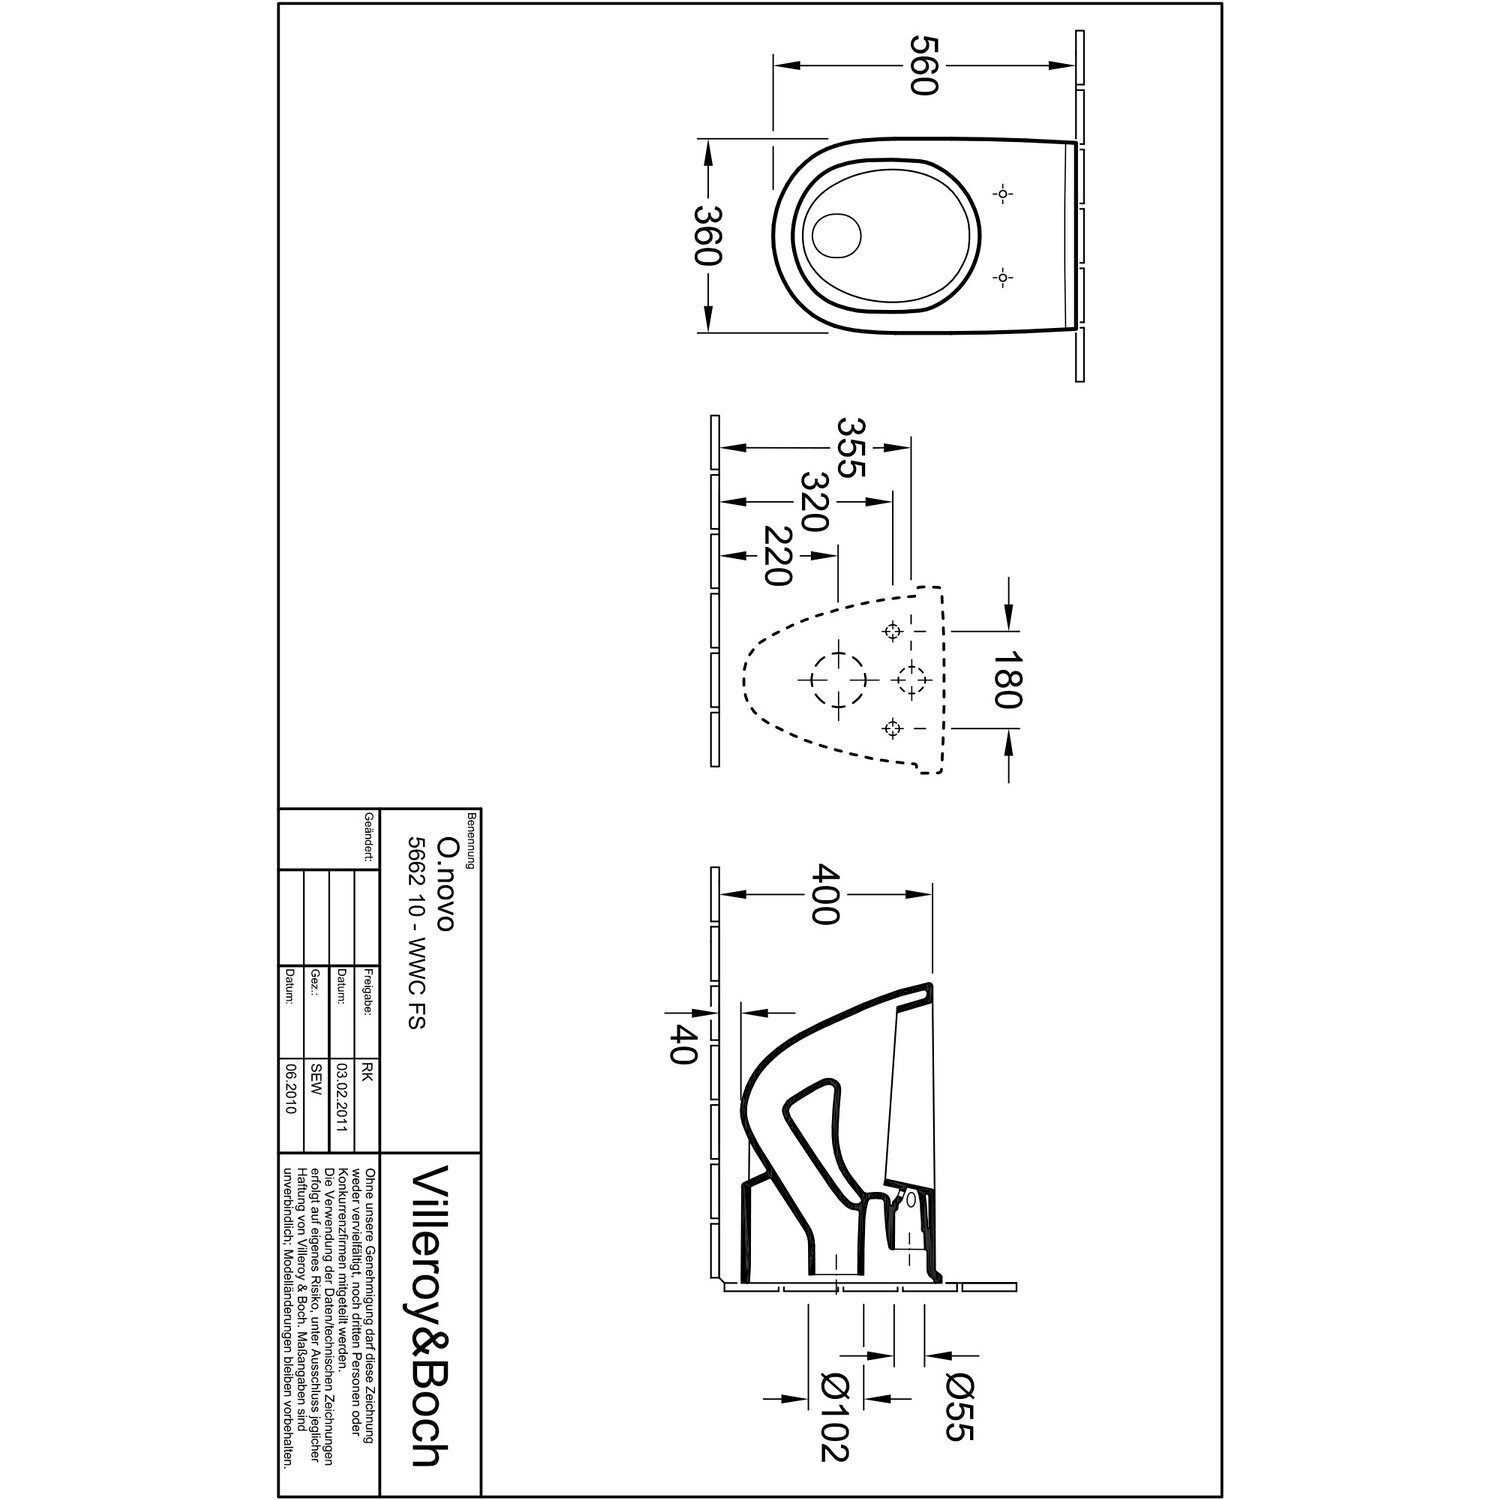 560
360
355
320
220
180
400
40
Ø55
Ø102
Benennung
O.novo
5662 10 - WWC FS
Geändert:
Freigabe: RK
Datum: 03.02.2011
Gez.: SEW
Datum: 06.2010
Villeroy&Boch
Ohne unsere Genehmigung darf diese Zeichnung
weder vervielfältigt, noch dritten Personen oder
Konkurrenzfirmen mitgeteilt werden.
Die Verwendung der Daten/technischen Zeichnungen
erfolgt auf eigenes Risiko, unter Ausschluss jeglicher
Haftung von Villeroy & Boch. Maßangaben sind
unverbindlich; Modelländerungen bleiben vorbehalten.